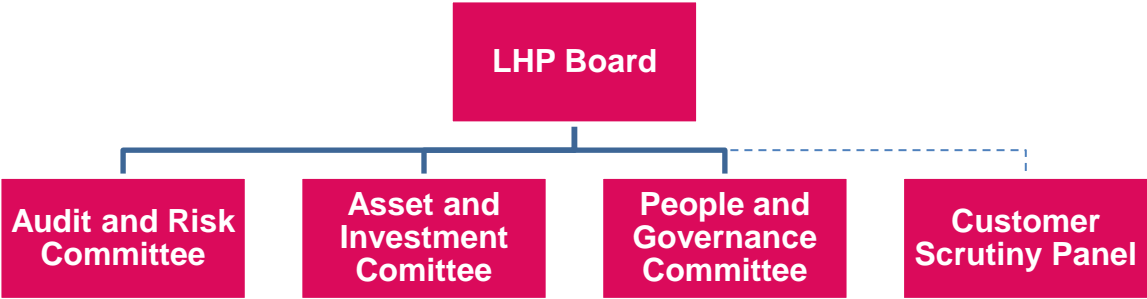 LHP Board
Audit and Risk
Committee
Asset and
Investment
Comittee
People and
Governance
Committee
Customer
Scrutiny Panel